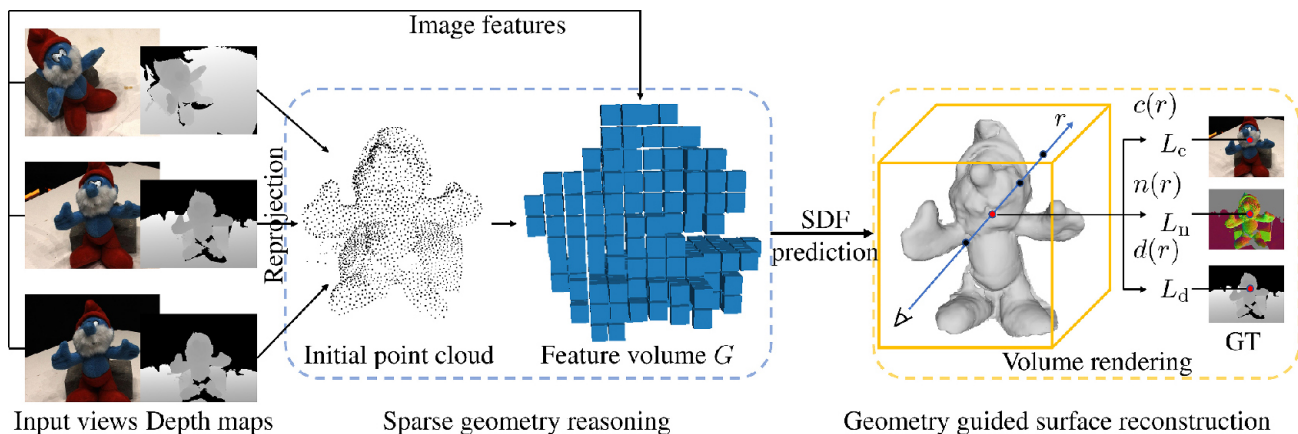 Image features
Reprojection
Initial point cloud
Feature volume G
SDF
prediction
r
c(r)
L_c
n(r)
L_n
d(r)
L_d
GT
Volume rendering
Input views
Depth maps
Sparse geometry reasoning
Geometry guided surface reconstruction